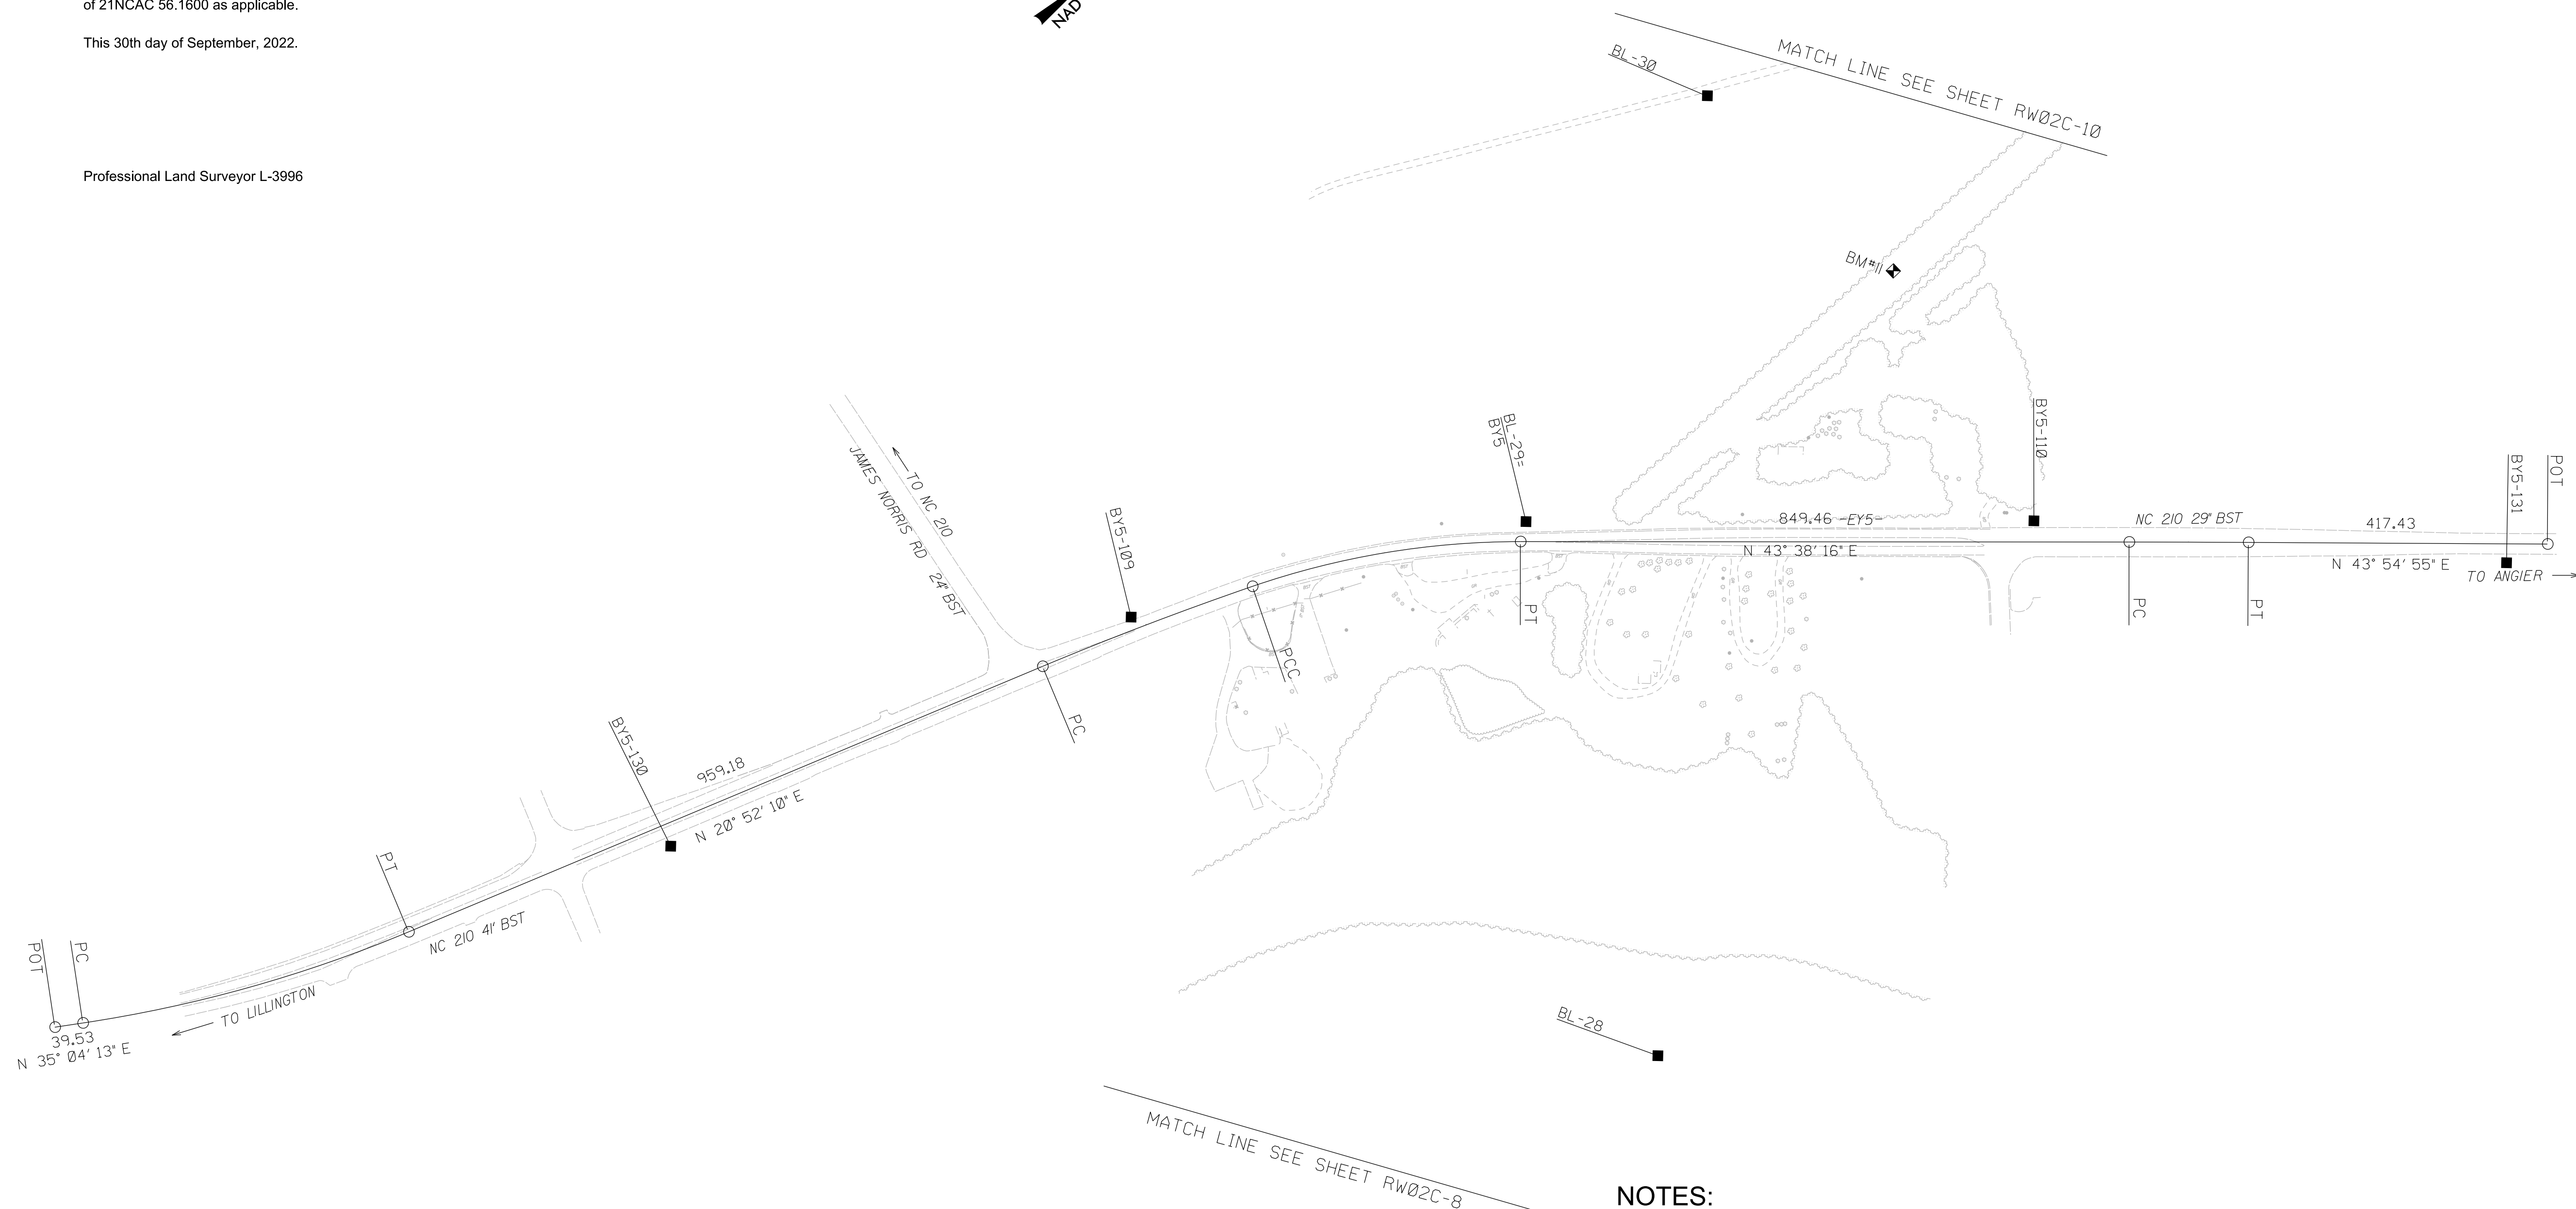 of 21NCAC 56.1600 as applicable.
This 30th day of September, 2022.
Professional Land Surveyor L-3996
NAD
BL-30
MATCH LINE SEE SHEET RW02C-10
BM#11
BL-29=
BY5
BY5-110
BY5-131
POT
JAMES NORRIS RD 24' BST
TO NC 210
BY5-109
849.46 -EY5-
NC 210 29' BST
417.43
N 43° 38' 16" E
N 43° 54' 55" E
TO ANGIER
PT
PC
PT
PCC
PC
BY5-130
959.18
N 20° 52' 10" E
PT
NC 210 41' BST
POT
PC
TO LILLINGTON
39.53
N 35° 04' 13" E
BL-28
MATCH LINE SEE SHEET RW02C-8
NOTES: